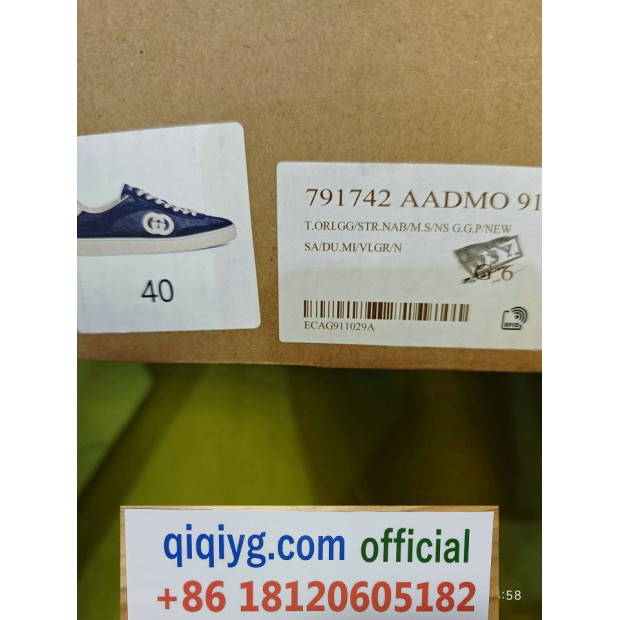 40
791742 AADMO 91
T.ORI.GG/STR.NAB/M.S/NS G.G.P/NEW
SA/DU.MI/VI.GR/N
G 6
ECAG911029A
RFID
qiqiyg.com official
+86 18120605182
:58